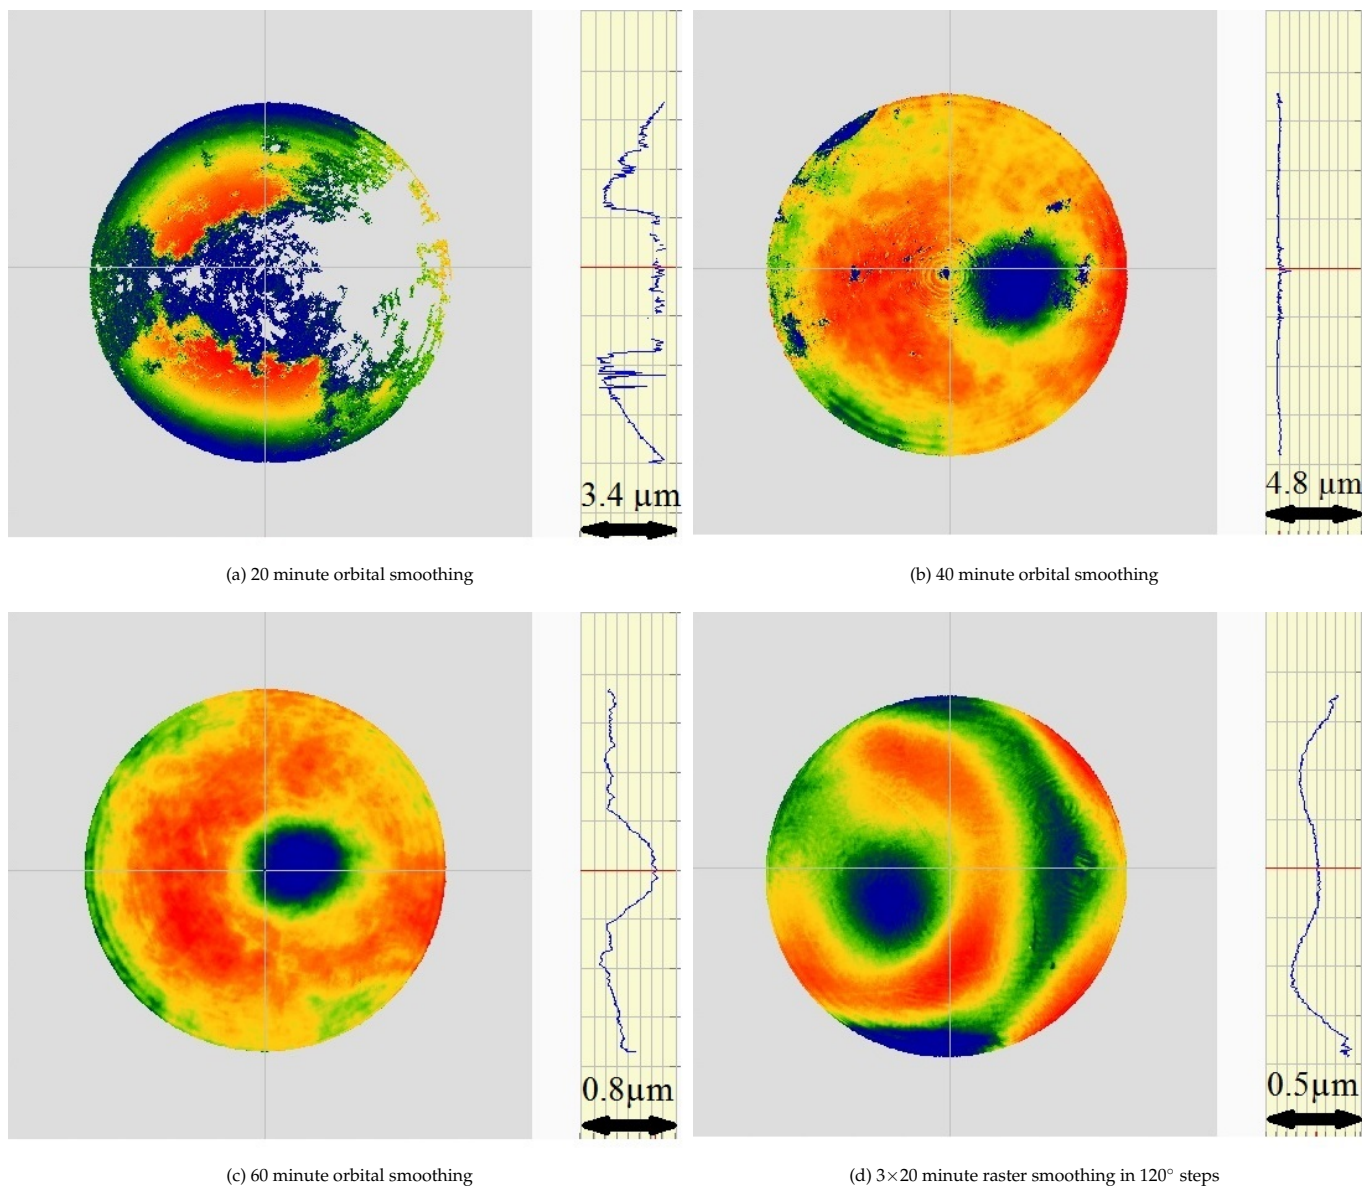 3.4 µm
4.8 µm
(a) 20 minute orbital smoothing
(b) 40 minute orbital smoothing
0.8µm
0.5µm
(c) 60 minute orbital smoothing
(d) 3×20 minute raster smoothing in 120° steps